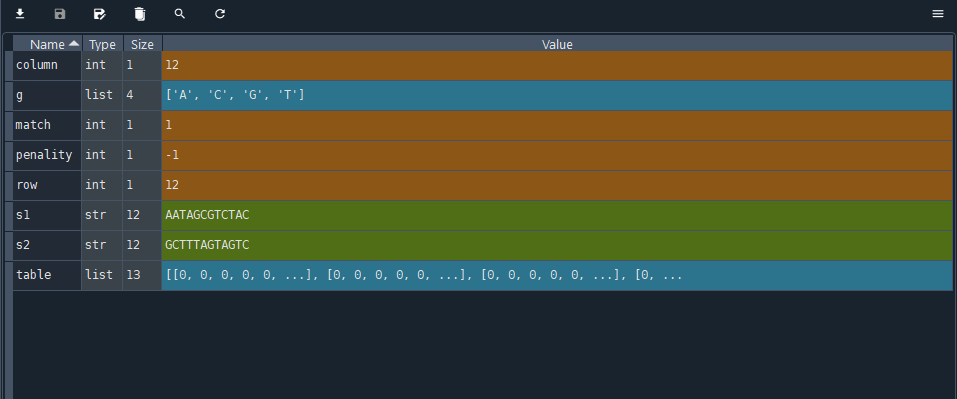 Name Type Size Value
column int 1 12
g list 4 ['A', 'C', 'G', 'T']
match int 1 1
penality int 1 -1
row int 1 12
s1 str 12 AATAGCGTCTAC
s2 str 12 GCTTTAGTAGTC
table list 13 [[0, 0, 0, 0, 0, ...], [0, 0, 0, 0, 0, ...], [0, 0, 0, 0, 0, ...], [0, ...